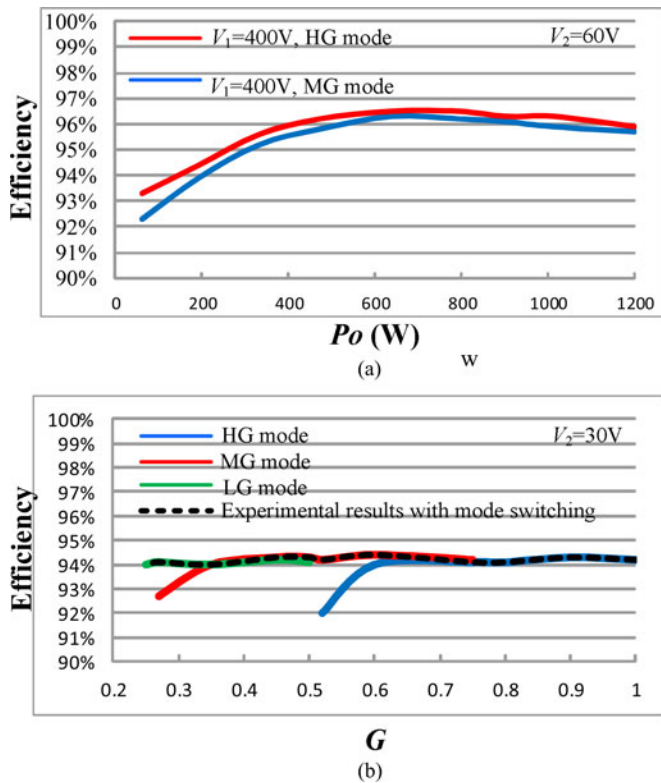 100%
99%
98%
97%
96%
95%
94%
93%
92%
91%
90%
Efficiency
V1=400V, HG mode
V2=60V
V1=400V, MG mode
0 200 400 600 800 1000 1200
Po (W)
w
(a)
100%
99%
98%
97%
96%
95%
94%
93%
92%
91%
90%
Efficiency
HG mode
V2=30V
MG mode
LG mode
Experimental results with mode switching
0.2 0.3 0.4 0.5 0.6 0.7 0.8 0.9 1
G
(b)